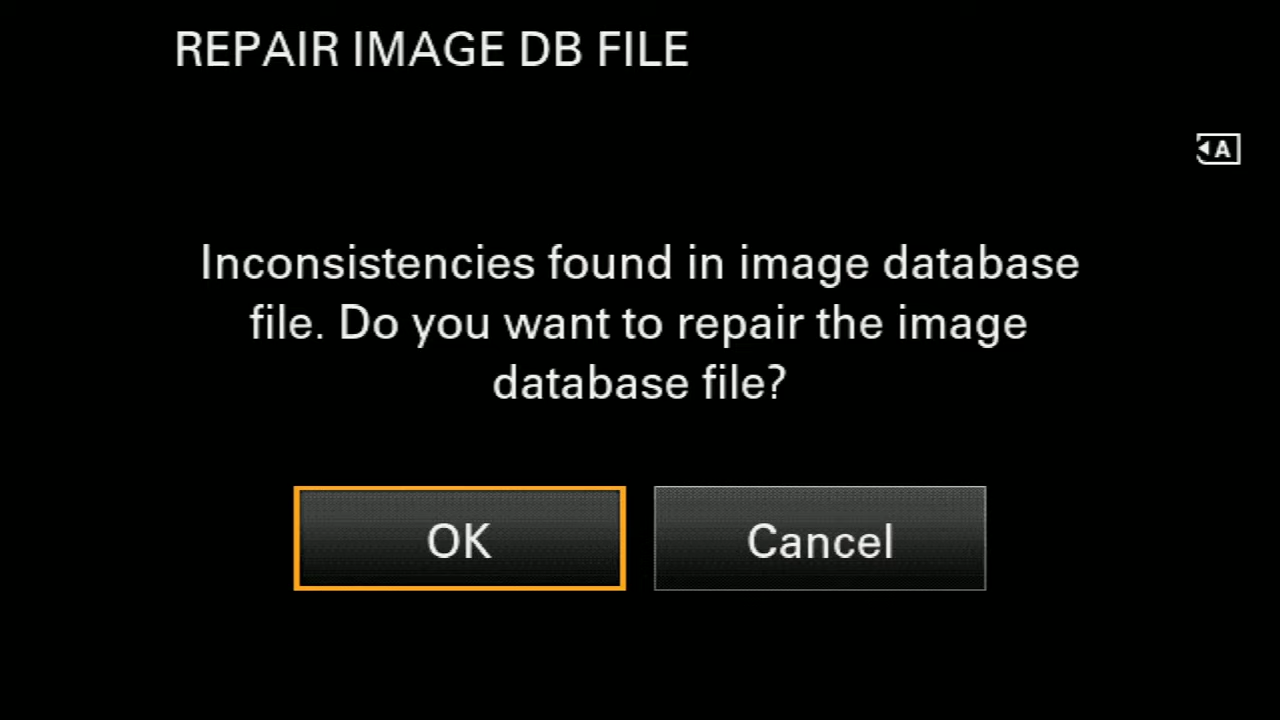 REPAIR IMAGE DB FILE
A
Inconsistencies found in image database
file. Do you want to repair the image
database file?
OK
Cancel